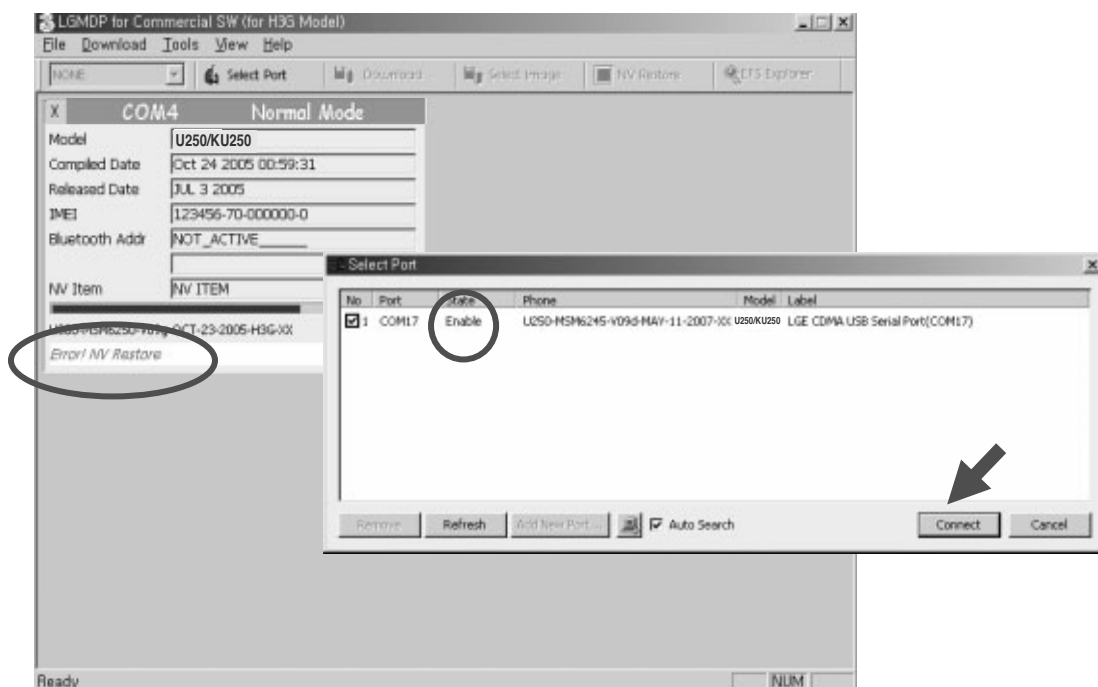 LGMDP for Commercial SW (for H3G Model)
File Download Tools View Help
NONE Select Port Download Select Image NV Restore EFS Explorer
X COM4 Normal Mode
Model U250/KU250
Compiled Date Oct 24 2005 00:59:31
Released Date JUL 3 2005
IMEI 123456-70-000000-0
Bluetooth Addr NOT_ACTIVE______
NV Item NV ITEM
OCT-23-2005-H3G-XX
Error! NV Restore
Select Port
No Port State Phone Model Label
1 COM17 Enable U250-MSM6245-V09d-MAY-11-2007-XX U250/KU250 LGE CDMA USB Serial Port(COM17)
Remove Refresh Add New Port ... Auto Search Connect Cancel
Ready NUM